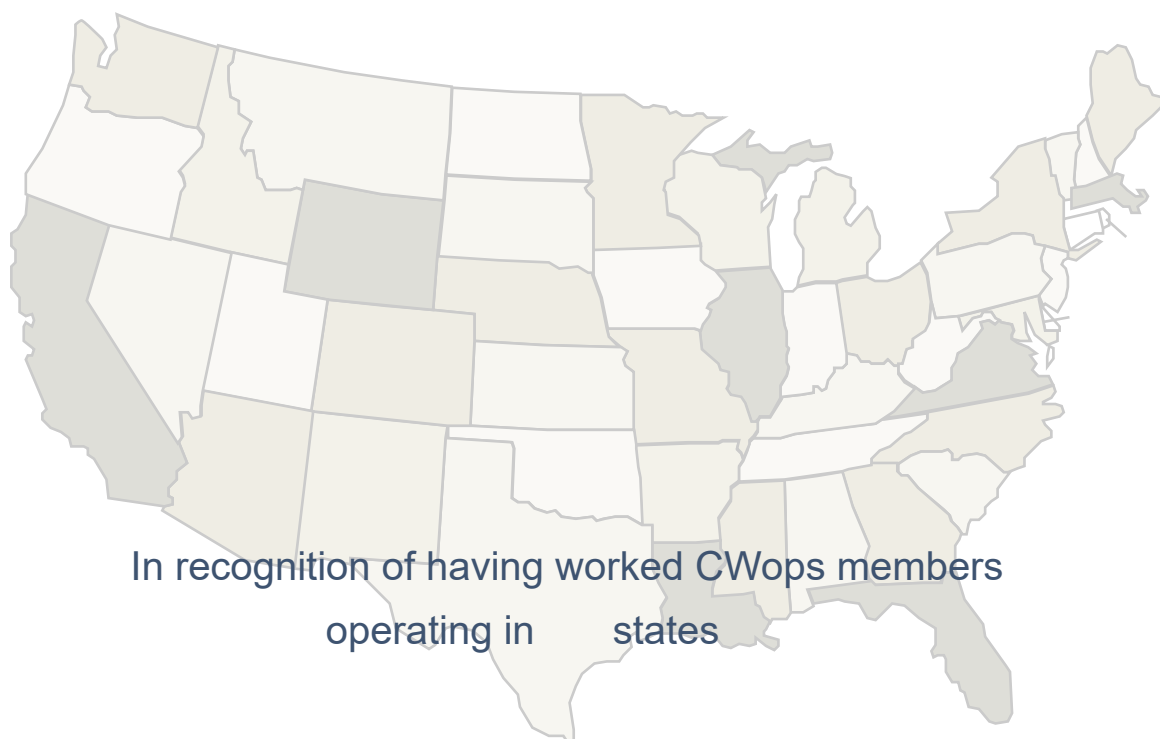 In recognition of having worked CWops members
operating in states